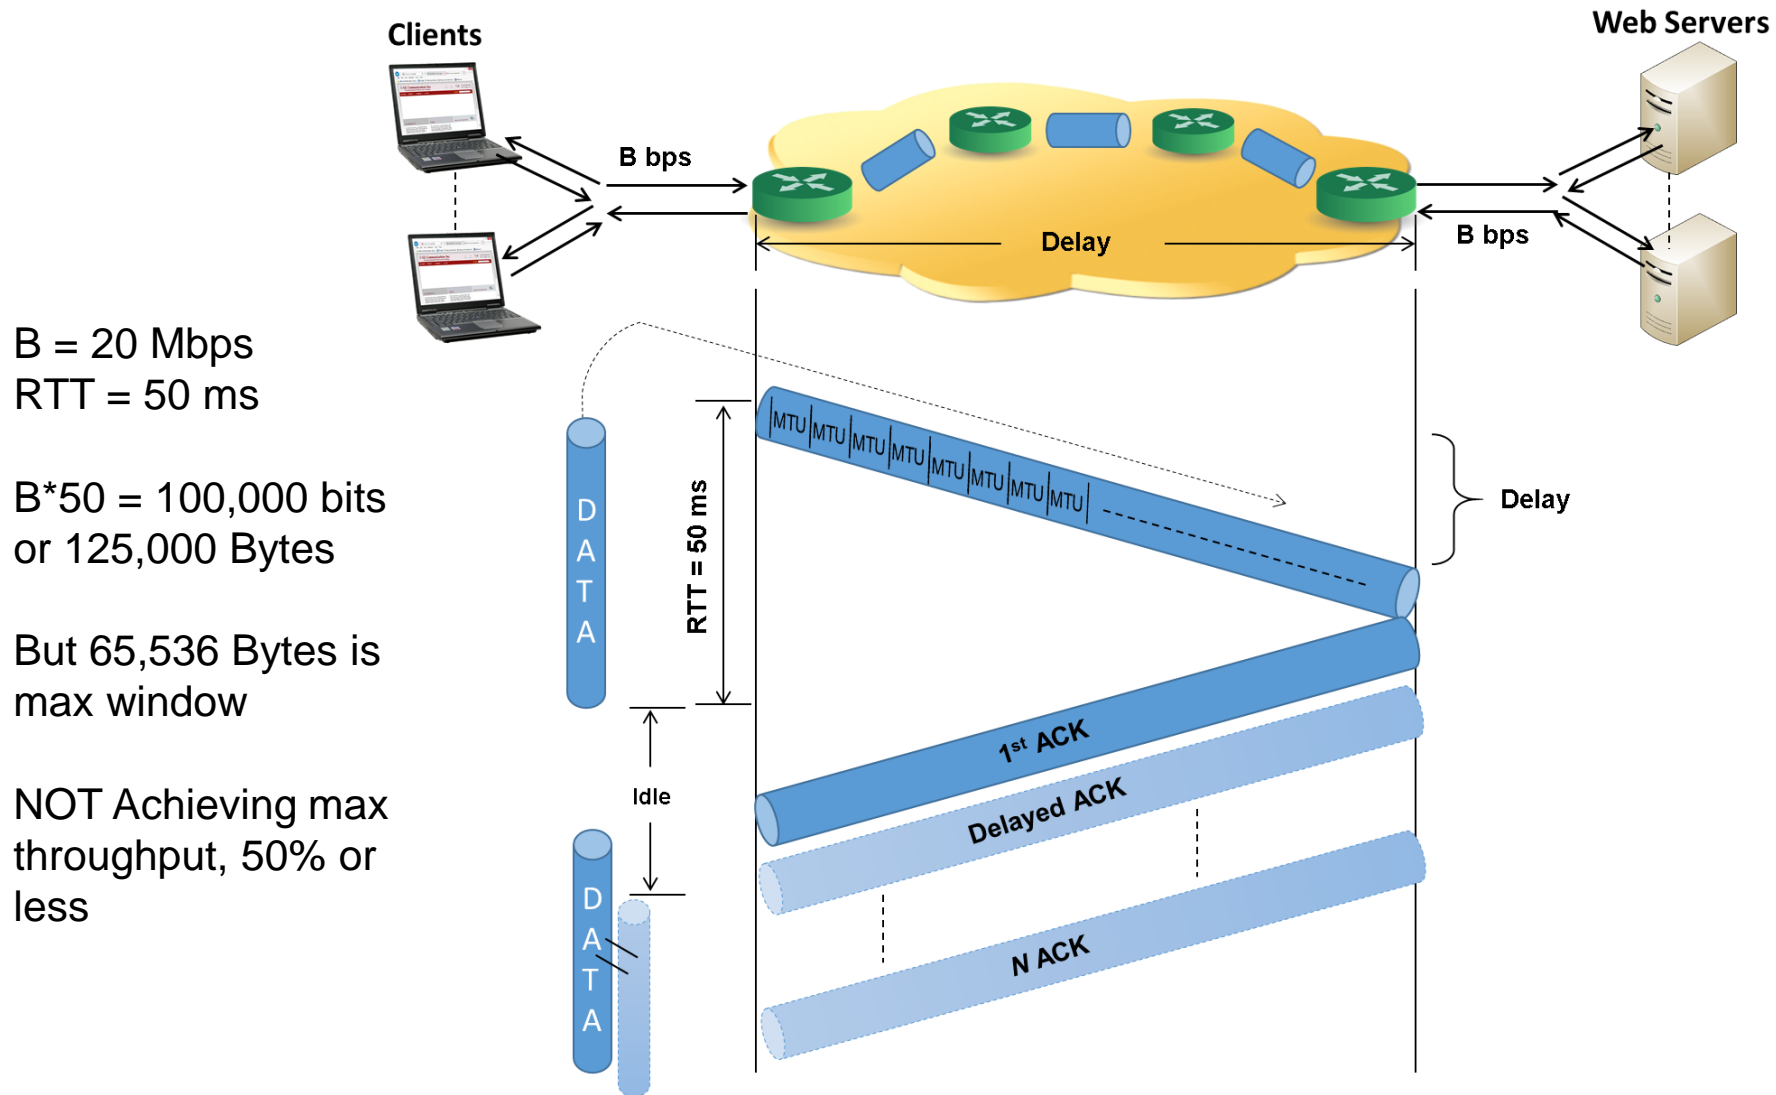 Clients
Web Servers
B bps
Delay
B bps
B = 20 Mbps
RTT = 50 ms
B*50 = 100,000 bits
or 125,000 Bytes
But 65,536 Bytes is
max window
NOT Achieving max
throughput, 50% or
less
DATA
RTT = 50 ms
|MTU|MTU|MTU|MTU|MTU|MTU|MTU|MTU|
Delay
Idle
1st ACK
Delayed ACK
N ACK
DATA